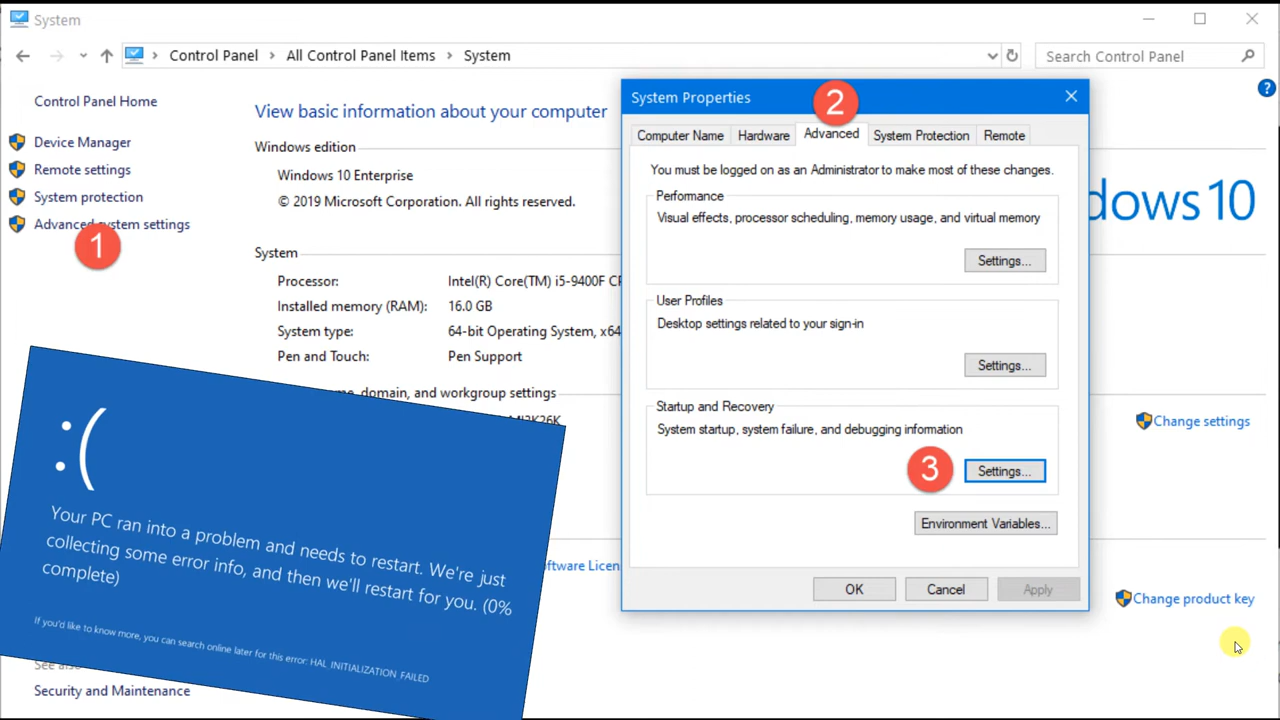 System
Control Panel
All Control Panel Items
System
Search Control Panel
Control Panel Home
Device Manager
Remote settings
System protection
Advanced system settings
1
View basic information about your computer
Windows edition
Windows 10 Enterprise
© 2019 Microsoft Corporation. All rights reserved.
dows 10
System
Processor:
Intel(R) Core(TM) i5-9400F
Installed memory (RAM):
16.0 GB
System type:
64-bit Operating System, x64
Pen and Touch:
Pen Support
domain, and workgroup settings
Change settings
Change product key
See
Security and Maintenance
System Properties
2
Computer Name
Hardware
Advanced
System Protection
Remote
You must be logged on as an Administrator to make most of these changes.
Performance
Visual effects, processor scheduling, memory usage, and virtual memory
Settings...
User Profiles
Desktop settings related to your sign-in
Settings...
Startup and Recovery
System startup, system failure, and debugging information
3
Settings...
Environment Variables...
OK
Cancel
Apply
:(
Your PC ran into a problem and needs to restart. We're just
collecting some error info, and then we'll restart for you. (0%
complete)
If you'd like to know more, you can search online later for this error: HAL_INITIALIZATION_FAILED